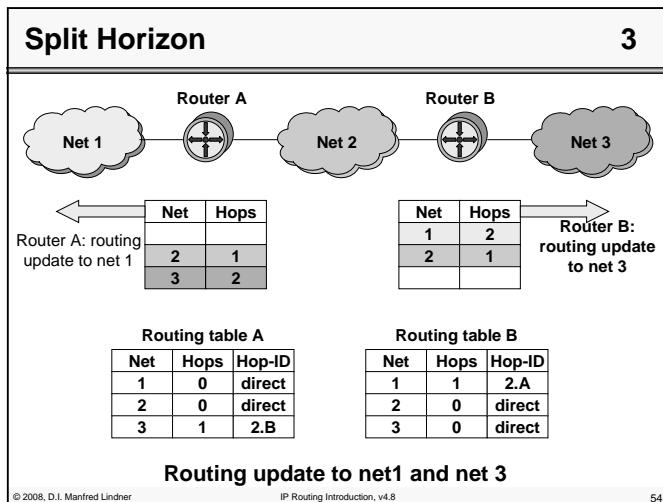 Split Horizon 3
Router A Router B
Net 1 Net 2 Net 3
Net Hops
2 1
3 2
Router A: routing
update to net 1
Net Hops
1 2
2 1
Router B:
routing update
to net 3
Routing table A
Net Hops Hop-ID
1 0 direct
2 0 direct
3 1 2.B
Routing table B
Net Hops Hop-ID
1 1 2.A
2 0 direct
3 0 direct
Routing update to net1 and net 3
© 2008, D.I. Manfred Lindner IP Routing Introduction, v4.8 54